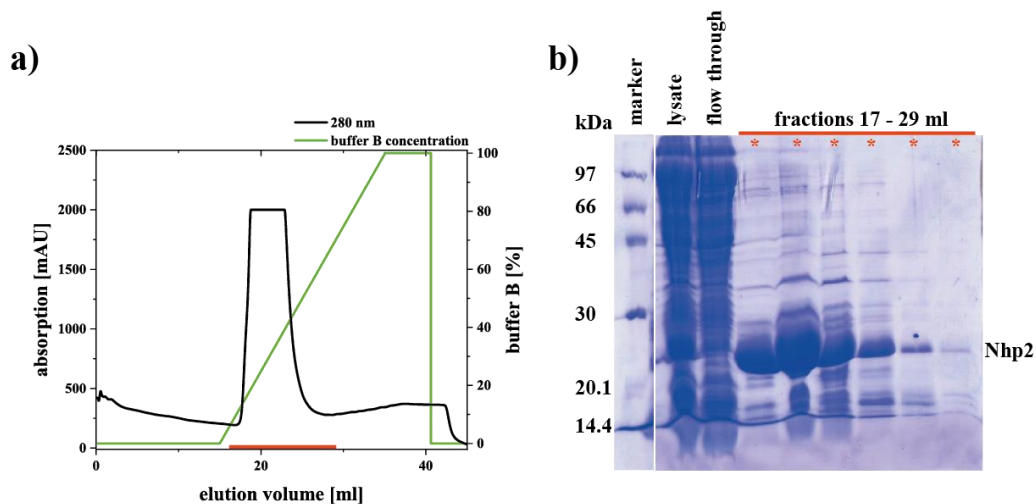 a)
280 nm
buffer B concentration
2500
2000
1500
1000
500
0
absorption [mAU]
100
80
60
40
20
0
buffer B [%]
0
20
40
elution volume [ml]
b)
marker
lysate
flow through
fractions 17 - 29 ml
kDa
* * * * * *
97
66
45
30
20.1
14.4
Nhp2